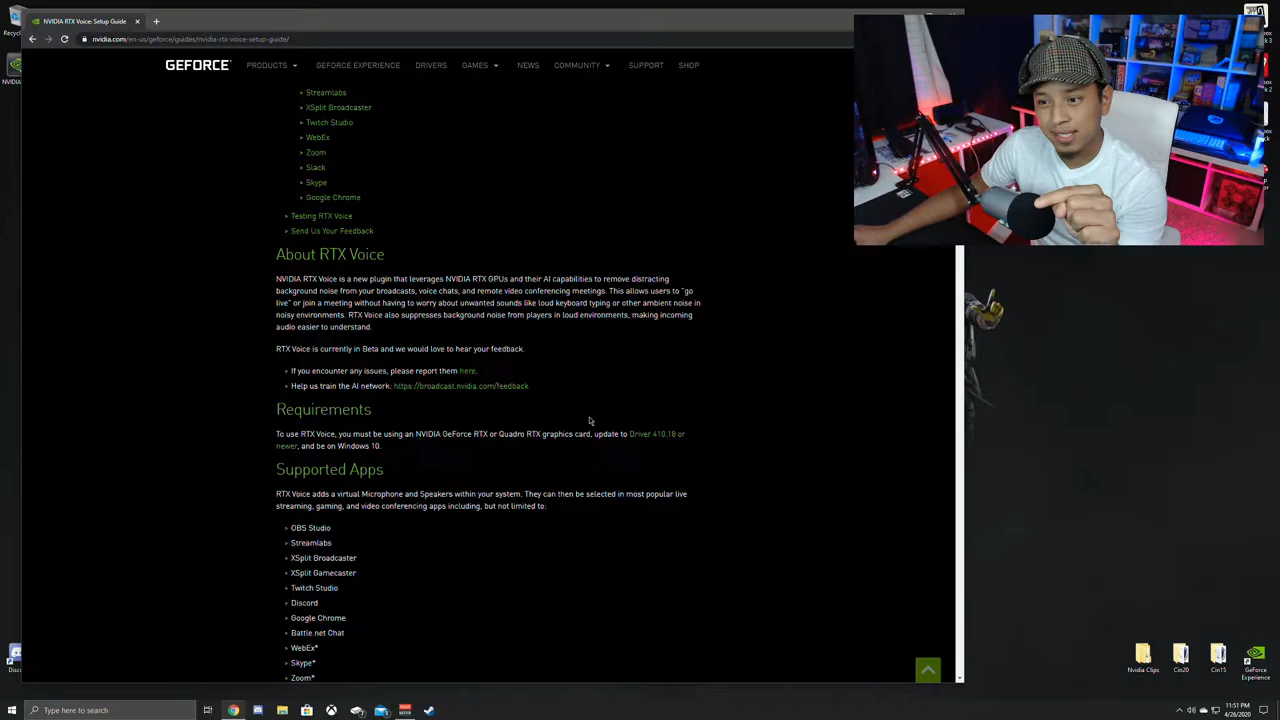 NVIDIA RTX Voice: Setup Guide
nvidia.com/en-us/geforce/guides/nvidia-rtx-voice-setup-guide/
GEFORCE
PRODUCTS
GEFORCE EXPERIENCE
DRIVERS
GAMES
NEWS
COMMUNITY
SUPPORT
SHOP
Streamlabs
XSplit Broadcaster
Twitch Studio
WebEx
Zoom
Slack
Skype
Google Chrome
Testing RTX Voice
Send Us Your Feedback
About RTX Voice
NVIDIA RTX Voice is a new plugin that leverages NVIDIA RTX GPUs and their AI capabilities to remove distracting
background noise from your broadcasts, voice chats, and remote video conferencing meetings. This allows users to "go
live" or join a meeting without having to worry about unwanted sounds like loud keyboard typing or other ambient noise in
noisy environments. RTX Voice also suppresses background noise from players in loud environments, making incoming
audio easier to understand.
RTX Voice is currently in Beta and we would love to hear your feedback.
If you encounter any issues, please report them here.
Help us train the AI network: https://broadcast.nvidia.com/feedback
Requirements
To use RTX Voice, you must be using an NVIDIA GeForce RTX or Quadro RTX graphics card, update to Driver 410.18 or
newer, and be on Windows 10.
Supported Apps
RTX Voice adds a virtual Microphone and Speakers within your system. They can then be selected in most popular live
streaming, gaming, and video conferencing apps including, but not limited to:
OBS Studio
Streamlabs
XSplit Broadcaster
XSplit Gamecaster
Twitch Studio
Discord
Google Chrome
Battle.net Chat
WebEx*
Skype*
Zoom*
Nvidia Clips
Cin20
Cin15
GeForce
Experience
Type here to search
11:51 PM
4/26/2020